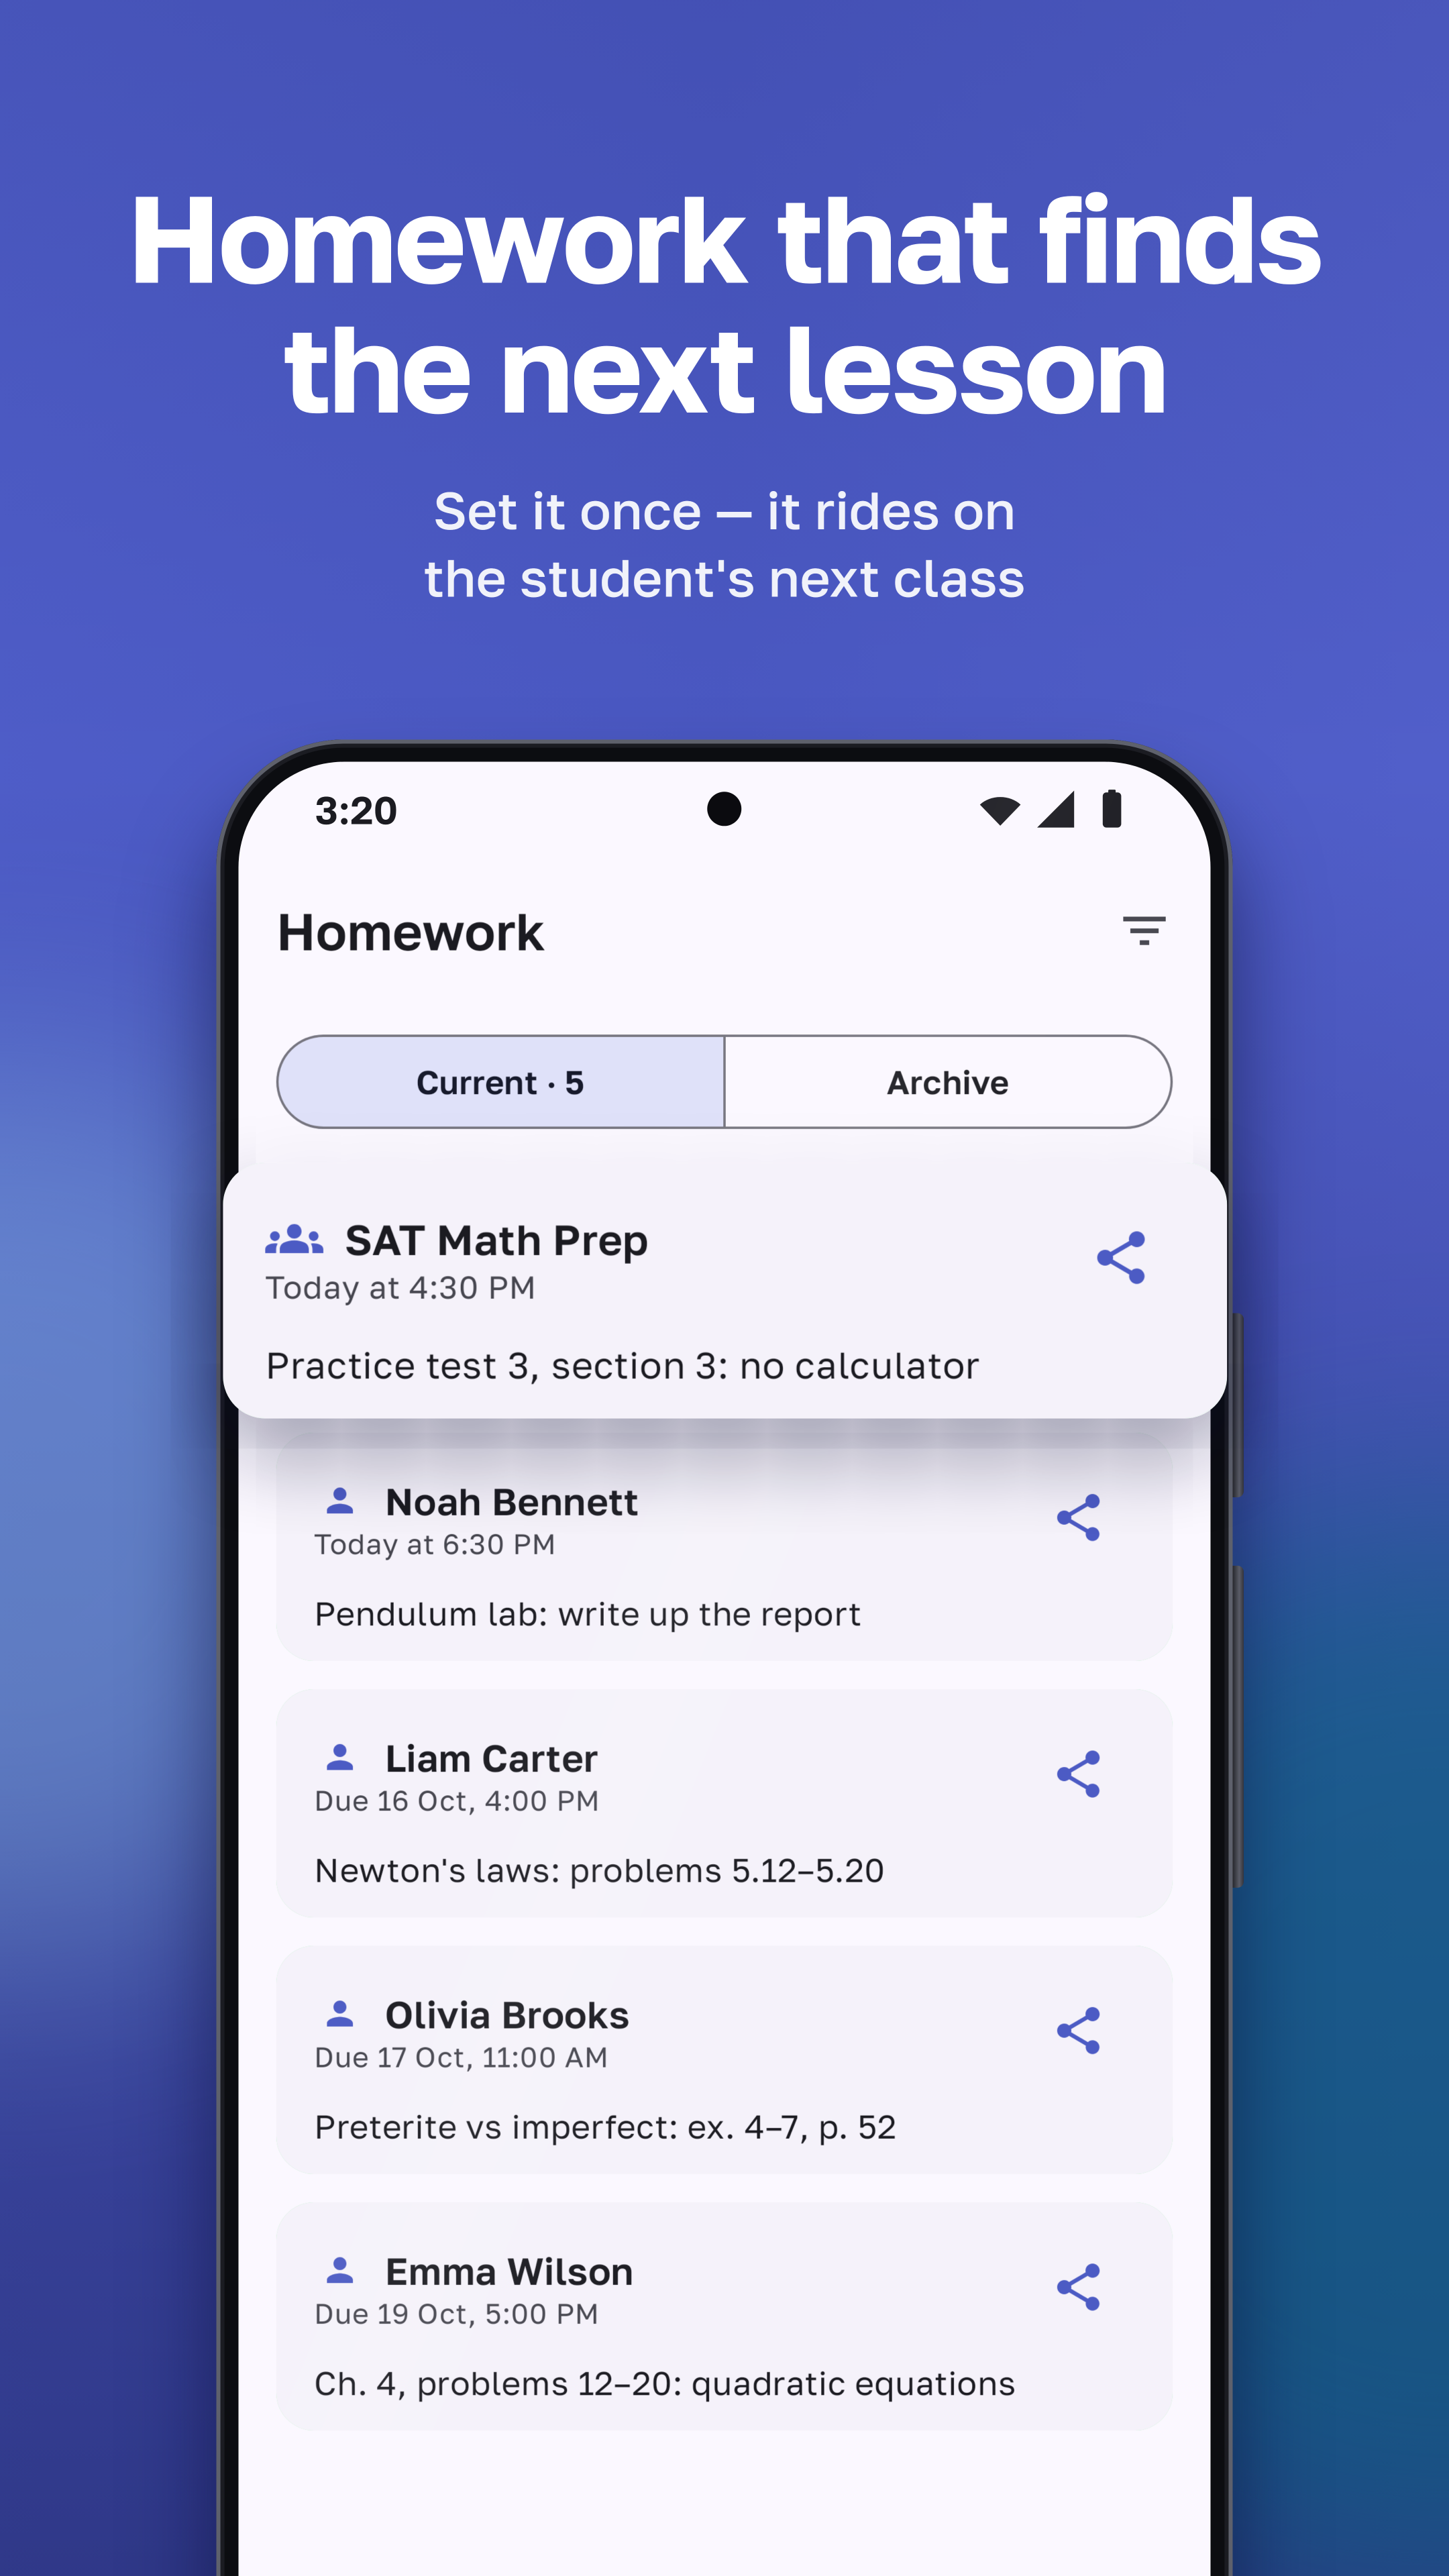 Homework that finds
the next lesson
Set it once — it rides on
the student's next class
3:20
Homework
Current · 5
Archive
SAT Math Prep
Today at 4:30 PM
Practice test 3, section 3: no calculator
Noah Bennett
Today at 6:30 PM
Pendulum lab: write up the report
Liam Carter
Due 16 Oct, 4:00 PM
Newton's laws: problems 5.12–5.20
Olivia Brooks
Due 17 Oct, 11:00 AM
Preterite vs imperfect: ex. 4–7, p. 52
Emma Wilson
Due 19 Oct, 5:00 PM
Ch. 4, problems 12–20: quadratic equations